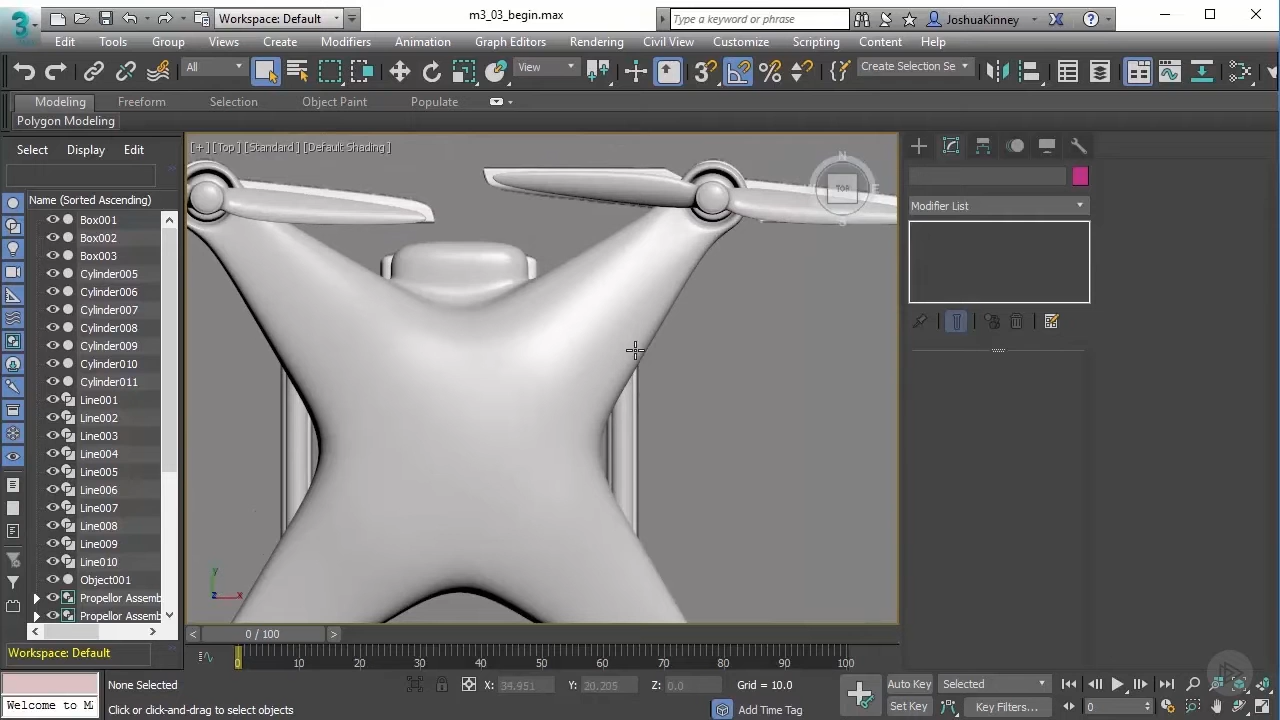 3
Workspace: Default
m3_03_begin.max
Type a keyword or phrase
JoshuaKinney
Edit Tools Group Views Create Modifiers Animation Graph Editors Rendering Civil View Customize Scripting Content Help
All
View
Create Selection Se
Modeling Freeform Selection Object Paint Populate
Polygon Modeling
Select Display Edit
[+] [Top] [Standard] [Default Shading]
N
TOP
E
S
Modifier List
Name (Sorted Ascending)
Box001
Box002
Box003
Cylinder005
Cylinder006
Cylinder007
Cylinder008
Cylinder009
Cylinder010
Cylinder011
Line001
Line002
Line003
Line004
Line005
Line006
Line007
Line008
Line009
Line010
Object001
Propellor Assemb
Propellor Assemb
y
z x
< 0 / 100 >
Workspace: Default
0 10 20 30 40 50 60 70 80 90 100
None Selected
X: 34.951 Y: 20.205 Z: 0.0 Grid = 10.0
Auto Key Selected
Welcome to M
Click or click-and-drag to select objects
Add Time Tag
Set Key Key Filters...
0